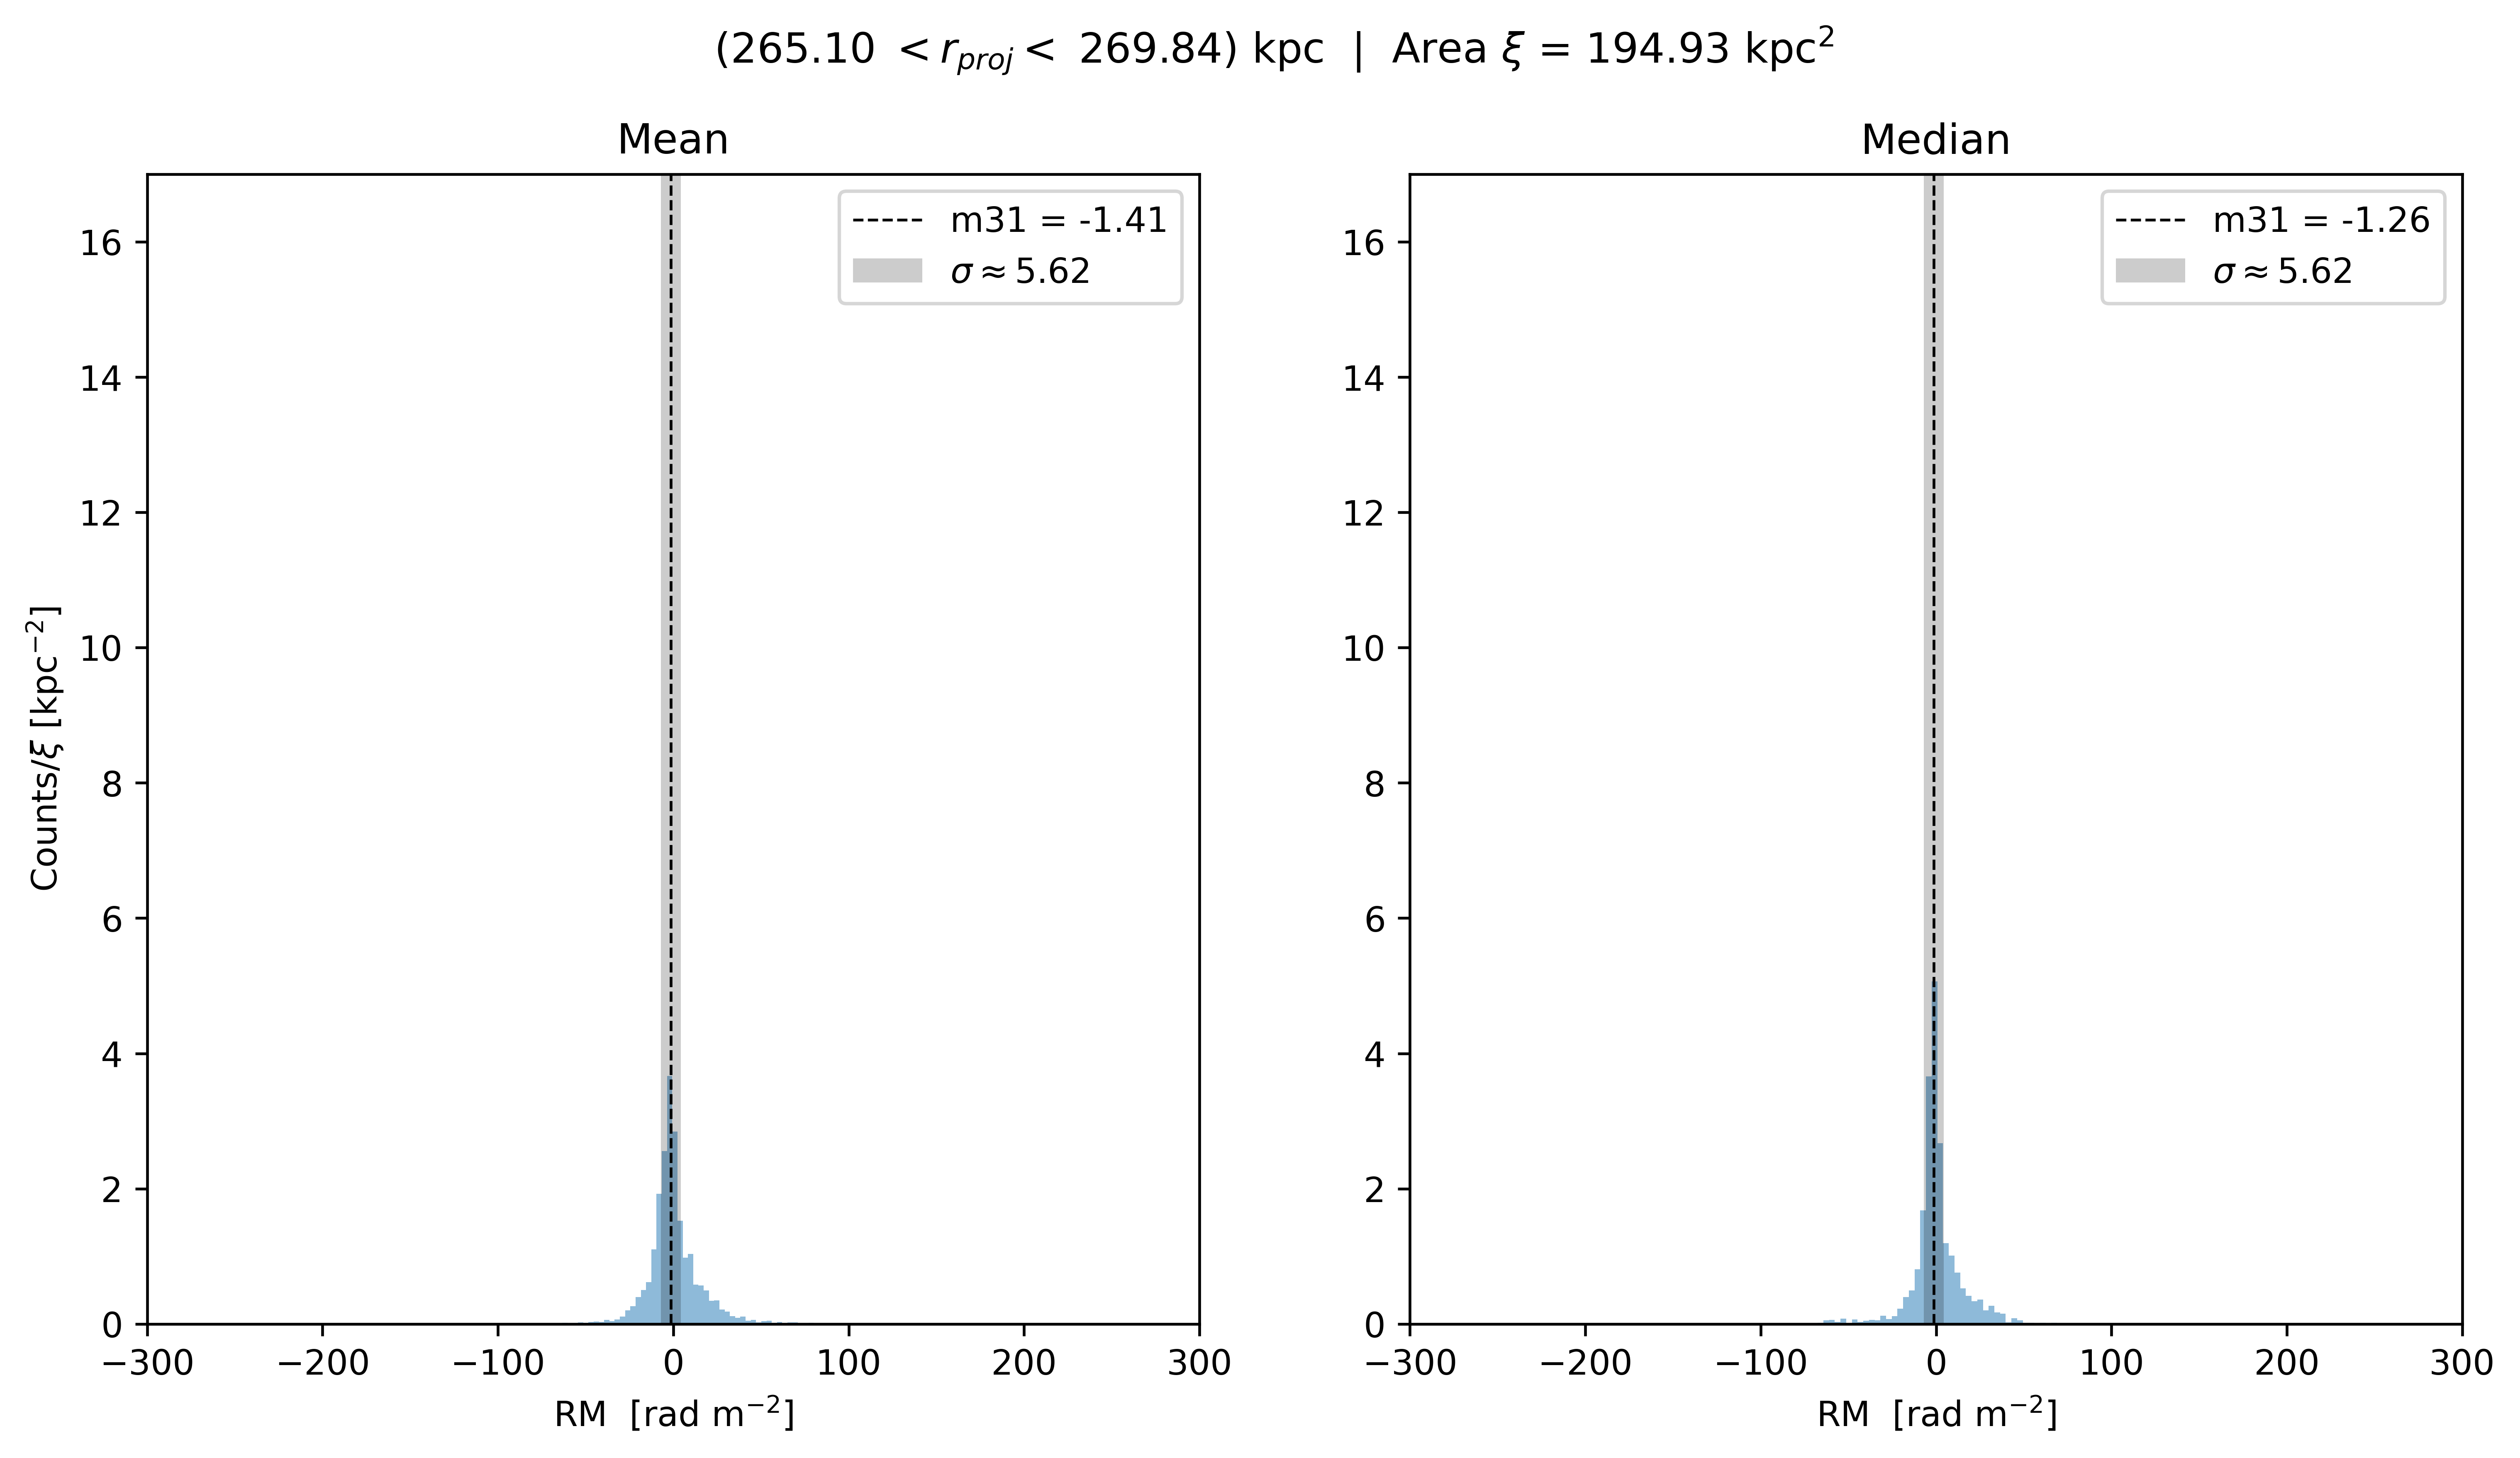 (265.10 < r_proj < 269.84) kpc | Area ξ = 194.93 kpc²
Mean
m31 = -1.41
σ ≈ 5.62
16
14
12
10
8
6
4
2
0
Counts/ξ [kpc⁻²]
−300 −200 −100 0 100 200 300
RM [rad m⁻²]
Median
m31 = -1.26
σ ≈ 5.62
16
14
12
10
8
6
4
2
0
−300 −200 −100 0 100 200 300
RM [rad m⁻²]